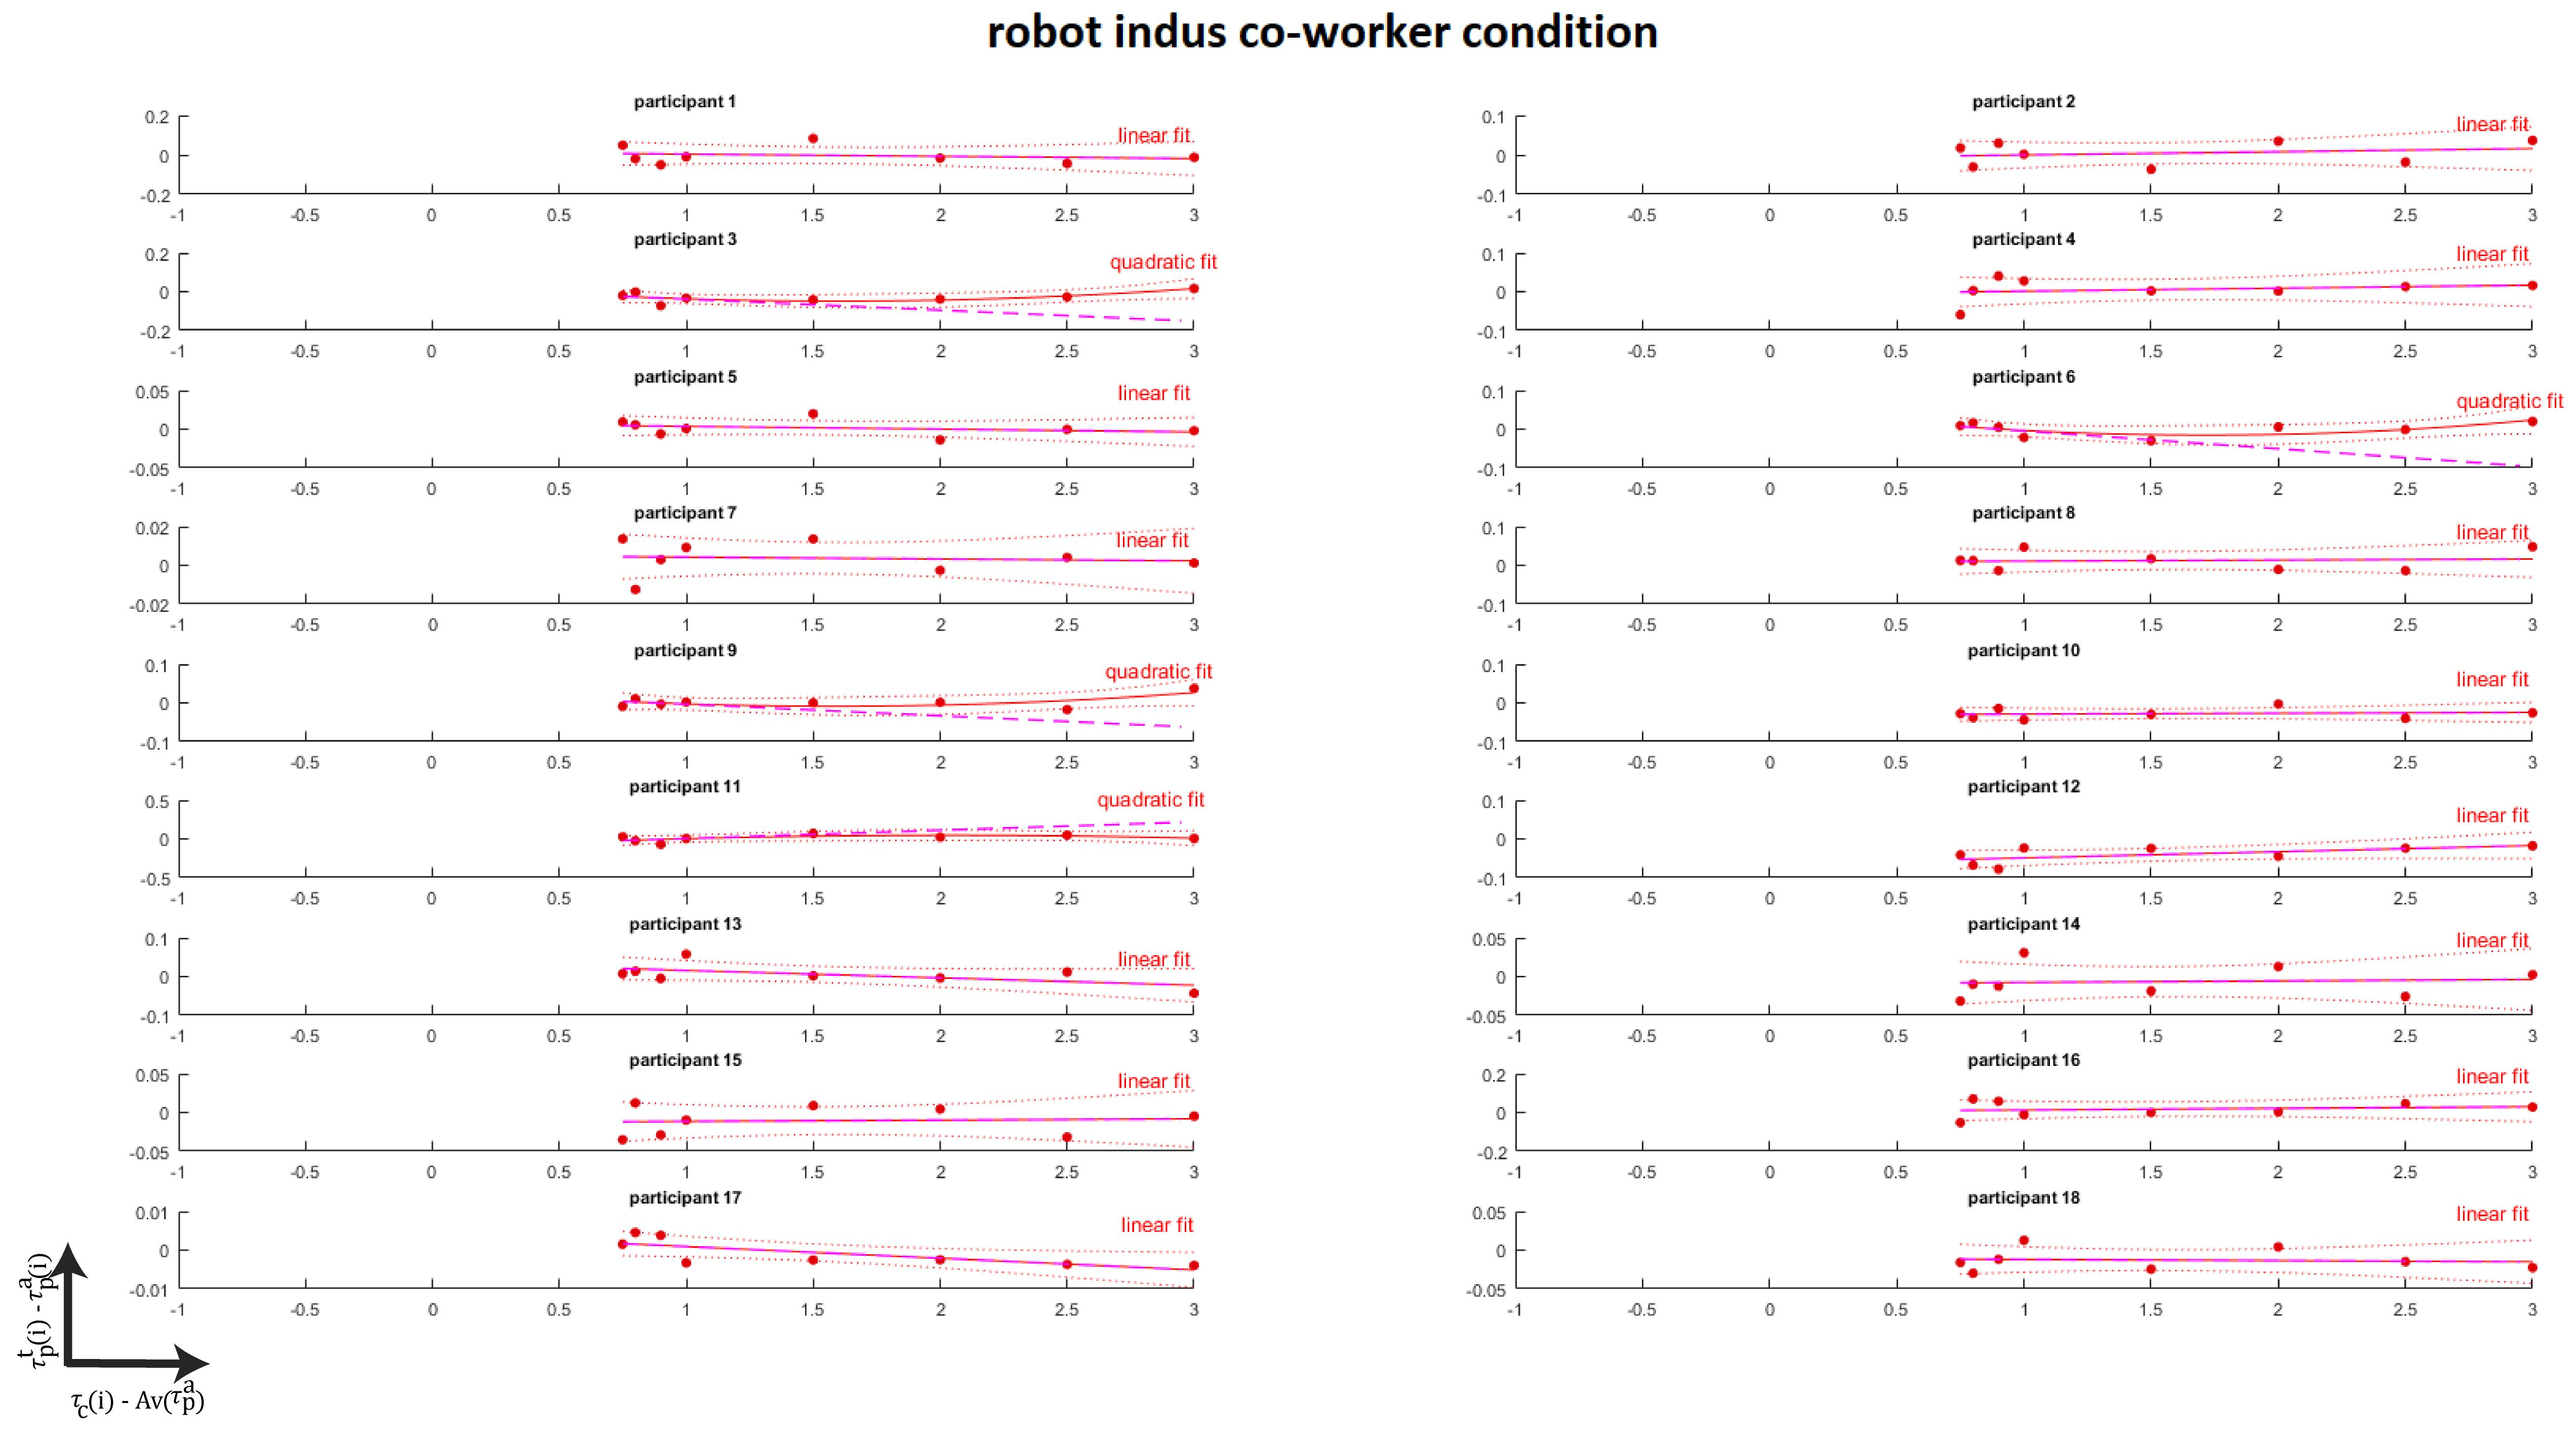 robot indus co-worker condition
participant 1
linear fit
0.2
0
-0.2
-1 -0.5 0 0.5 1 1.5 2 2.5 3
participant 2
linear fit
0.1
0
-0.1
-1 -0.5 0 0.5 1 1.5 2 2.5 3
participant 3
quadratic fit
0.2
0
-0.2
-1 -0.5 0 0.5 1 1.5 2 2.5 3
participant 4
linear fit
0.1
0
-0.1
-1 -0.5 0 0.5 1 1.5 2 2.5 3
participant 5
linear fit
0.05
0
-0.05
-1 -0.5 0 0.5 1 1.5 2 2.5 3
participant 6
quadratic fit
0.1
0
-0.1
-1 -0.5 0 0.5 1 1.5 2 2.5 3
participant 7
linear fit
0.02
0
-0.02
-1 -0.5 0 0.5 1 1.5 2 2.5 3
participant 8
linear fit
0.1
0
-0.1
-1 -0.5 0 0.5 1 1.5 2 2.5 3
participant 9
quadratic fit
0.1
0
-0.1
-1 -0.5 0 0.5 1 1.5 2 2.5 3
participant 10
linear fit
0.1
0
-0.1
-1 -0.5 0 0.5 1 1.5 2 2.5 3
participant 11
quadratic fit
0.5
0
-0.5
-1 -0.5 0 0.5 1 1.5 2 2.5 3
participant 12
linear fit
0.1
0
-0.1
-1 -0.5 0 0.5 1 1.5 2 2.5 3
participant 13
linear fit
0.1
0
-0.1
-1 -0.5 0 0.5 1 1.5 2 2.5 3
participant 14
linear fit
0.05
0
-0.05
-1 -0.5 0 0.5 1 1.5 2 2.5 3
participant 15
linear fit
0.05
0
-0.05
-1 -0.5 0 0.5 1 1.5 2 2.5 3
participant 16
linear fit
0.2
0
-0.2
-1 -0.5 0 0.5 1 1.5 2 2.5 3
participant 17
linear fit
0.01
0
-0.01
-1 -0.5 0 0.5 1 1.5 2 2.5 3
participant 18
linear fit
0.05
0
-0.05
-1 -0.5 0 0.5 1 1.5 2 2.5 3
τ_p^t(i) - τ_p^a(i)
τ_c(i) - Av(τ_p^a)